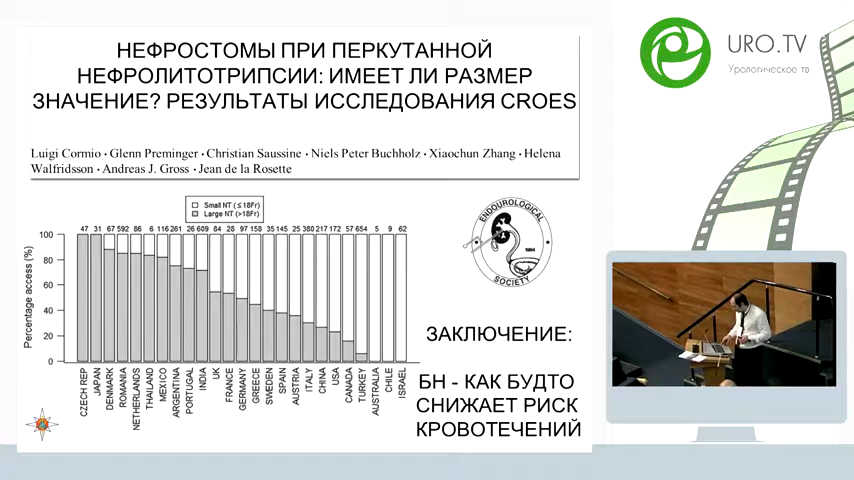 НЕФРОСТОМЫ ПРИ ПЕРКУТАННОЙ
НЕФРОЛИТОТРИПСИИ: ИМЕЕТ ЛИ РАЗМЕР
ЗНАЧЕНИЕ? РЕЗУЛЬТАТЫ ИССЛЕДОВАНИЯ CROES
Luigi Cormio · Glenn Preminger · Christian Saussine · Niels Peter Buchholz · Xiaochun Zhang · Helena
Walfridsson · Andreas J. Gross · Jean de la Rosette
URO.TV
Урологическое тв
Small NT (≤18Fr)
Large NT (>18Fr)
47 31 67 592 86 6 116 261 26 609 84 28 97 158 35 145 25 380 217 172 57 654 5 9 62
Percentage access (%)
100
80
60
40
20
0
CZECH REP
JAPAN
DENMARK
ROMANIA
NETHERLANDS
THAILAND
MEXICO
ARGENTINA
PORTUGAL
INDIA
UK
FRANCE
GERMANY
GREECE
SWEDEN
SPAIN
AUSTRIA
ITALY
CHINA
USA
CANADA
TURKEY
AUSTRALIA
CHILE
ISRAEL
ENDOUROLOGICAL
1984
SOCIETY
ЗАКЛЮЧЕНИЕ:
БН - КАК БУДТО
СНИЖАЕТ РИСК
КРОВОТЕЧЕНИЙ